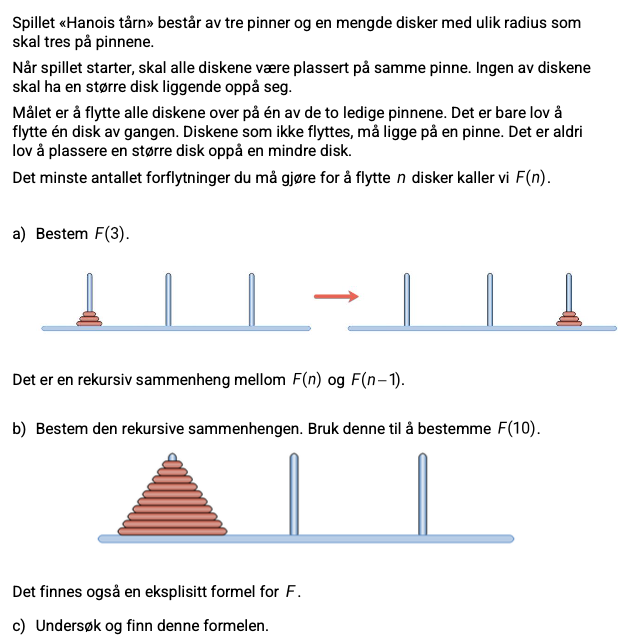 Spillet «Hanois tårn» består av tre pinner og en mengde disker med ulik radius som
skal tres på pinnene.
Når spillet starter, skal alle diskene være plassert på samme pinne. Ingen av diskene
skal ha en større disk liggende oppå seg.
Målet er å flytte alle diskene over på én av de to ledige pinnene. Det er bare lov å
flytte én disk av gangen. Diskene som ikke flyttes, må ligge på en pinne. Det er aldri
lov å plassere en større disk oppå en mindre disk.
Det minste antallet forflytninger du må gjøre for å flytte n disker kaller vi F(n).
a) Bestem F(3).
Det er en rekursiv sammenheng mellom F(n) og F(n−1).
b) Bestem den rekursive sammenhengen. Bruk denne til å bestemme F(10).
Det finnes også en eksplisitt formel for F.
c) Undersøk og finn denne formelen.